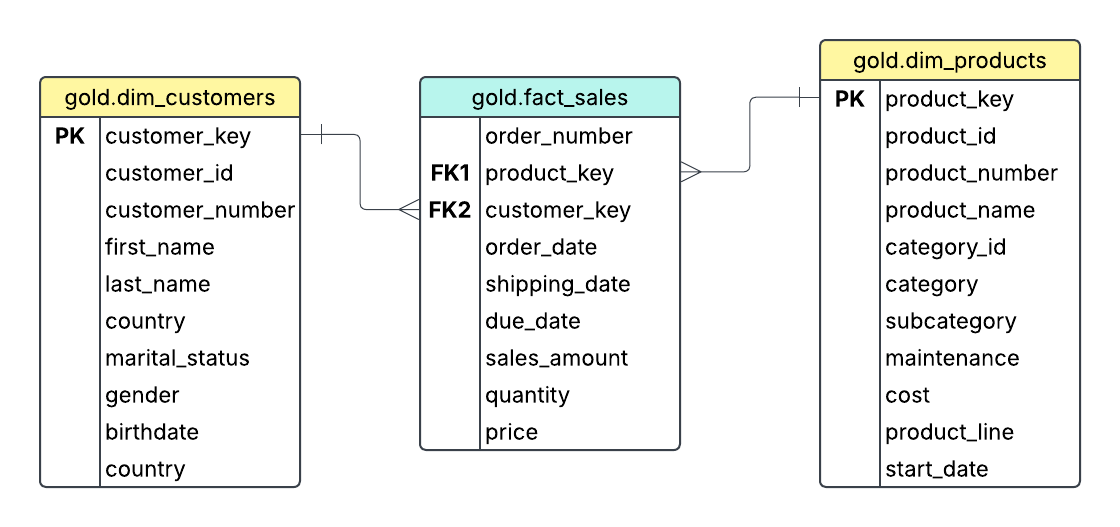 gold.dim_customers
PK customer_key
customer_id
customer_number
first_name
last_name
country
marital_status
gender
birthdate
country
gold.fact_sales
order_number
FK1 product_key
FK2 customer_key
order_date
shipping_date
due_date
sales_amount
quantity
price
gold.dim_products
PK product_key
product_id
product_number
product_name
category_id
category
subcategory
maintenance
cost
product_line
start_date